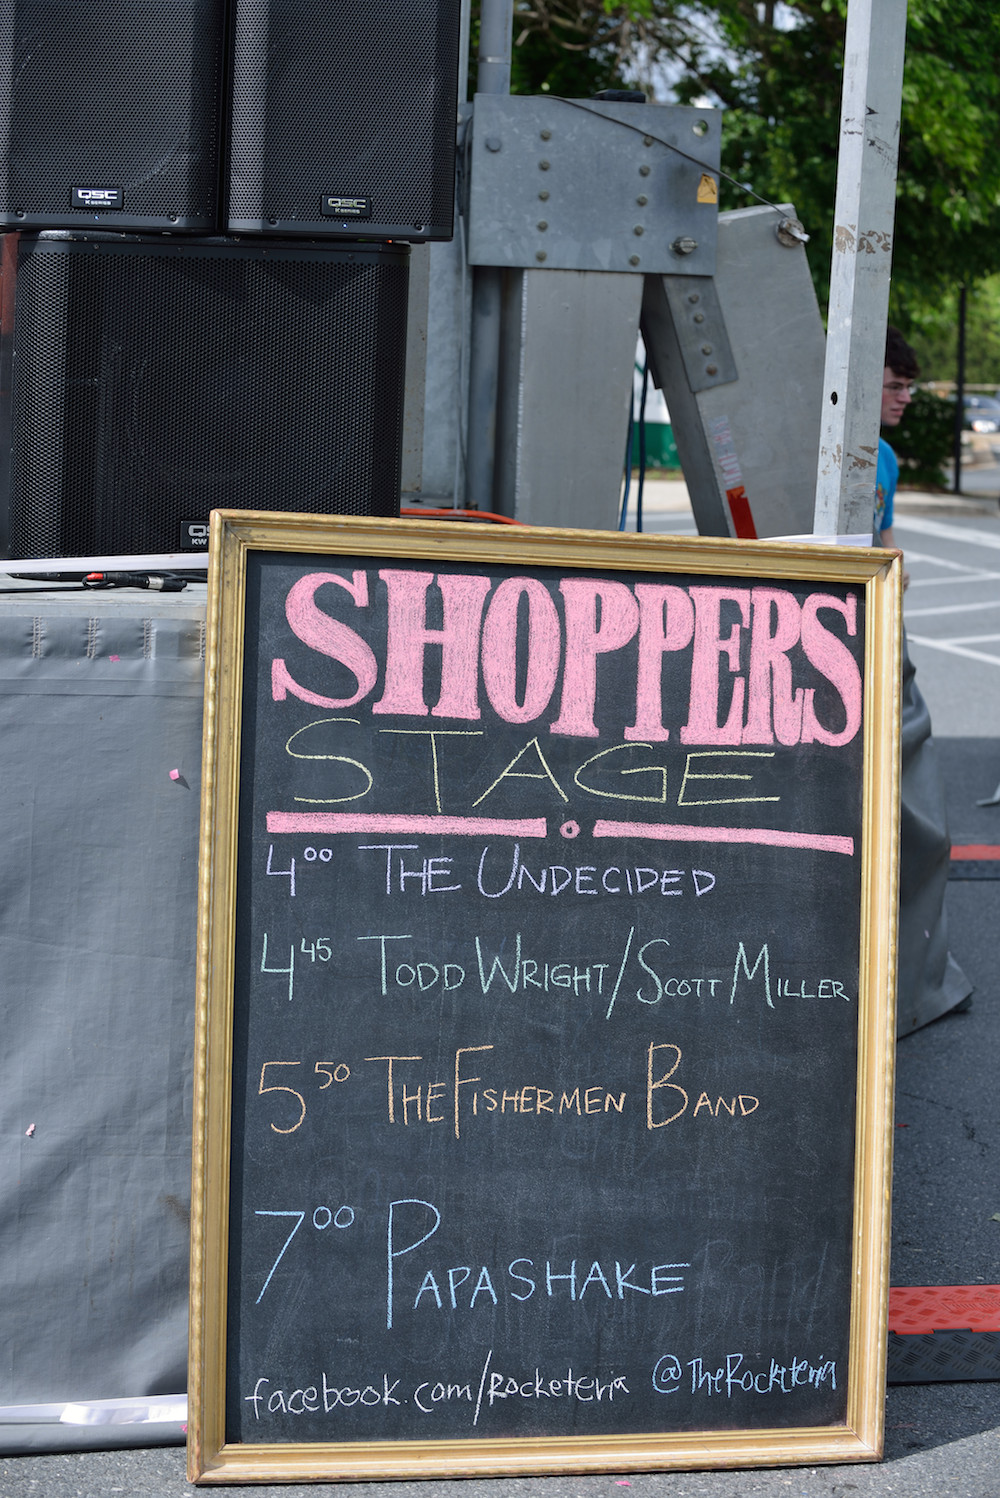 QSC
K SERIES
QSC
K SERIES
QS
KW
SHOPPERS
STAGE
4:00 THE UNDECIDED
4:45 TODD WRIGHT/SCOTT MILLER
5:50 THE FISHERMEN BAND
7:00 PAPASHAKE
facebook.com/Rocketeria @TheRocketeria